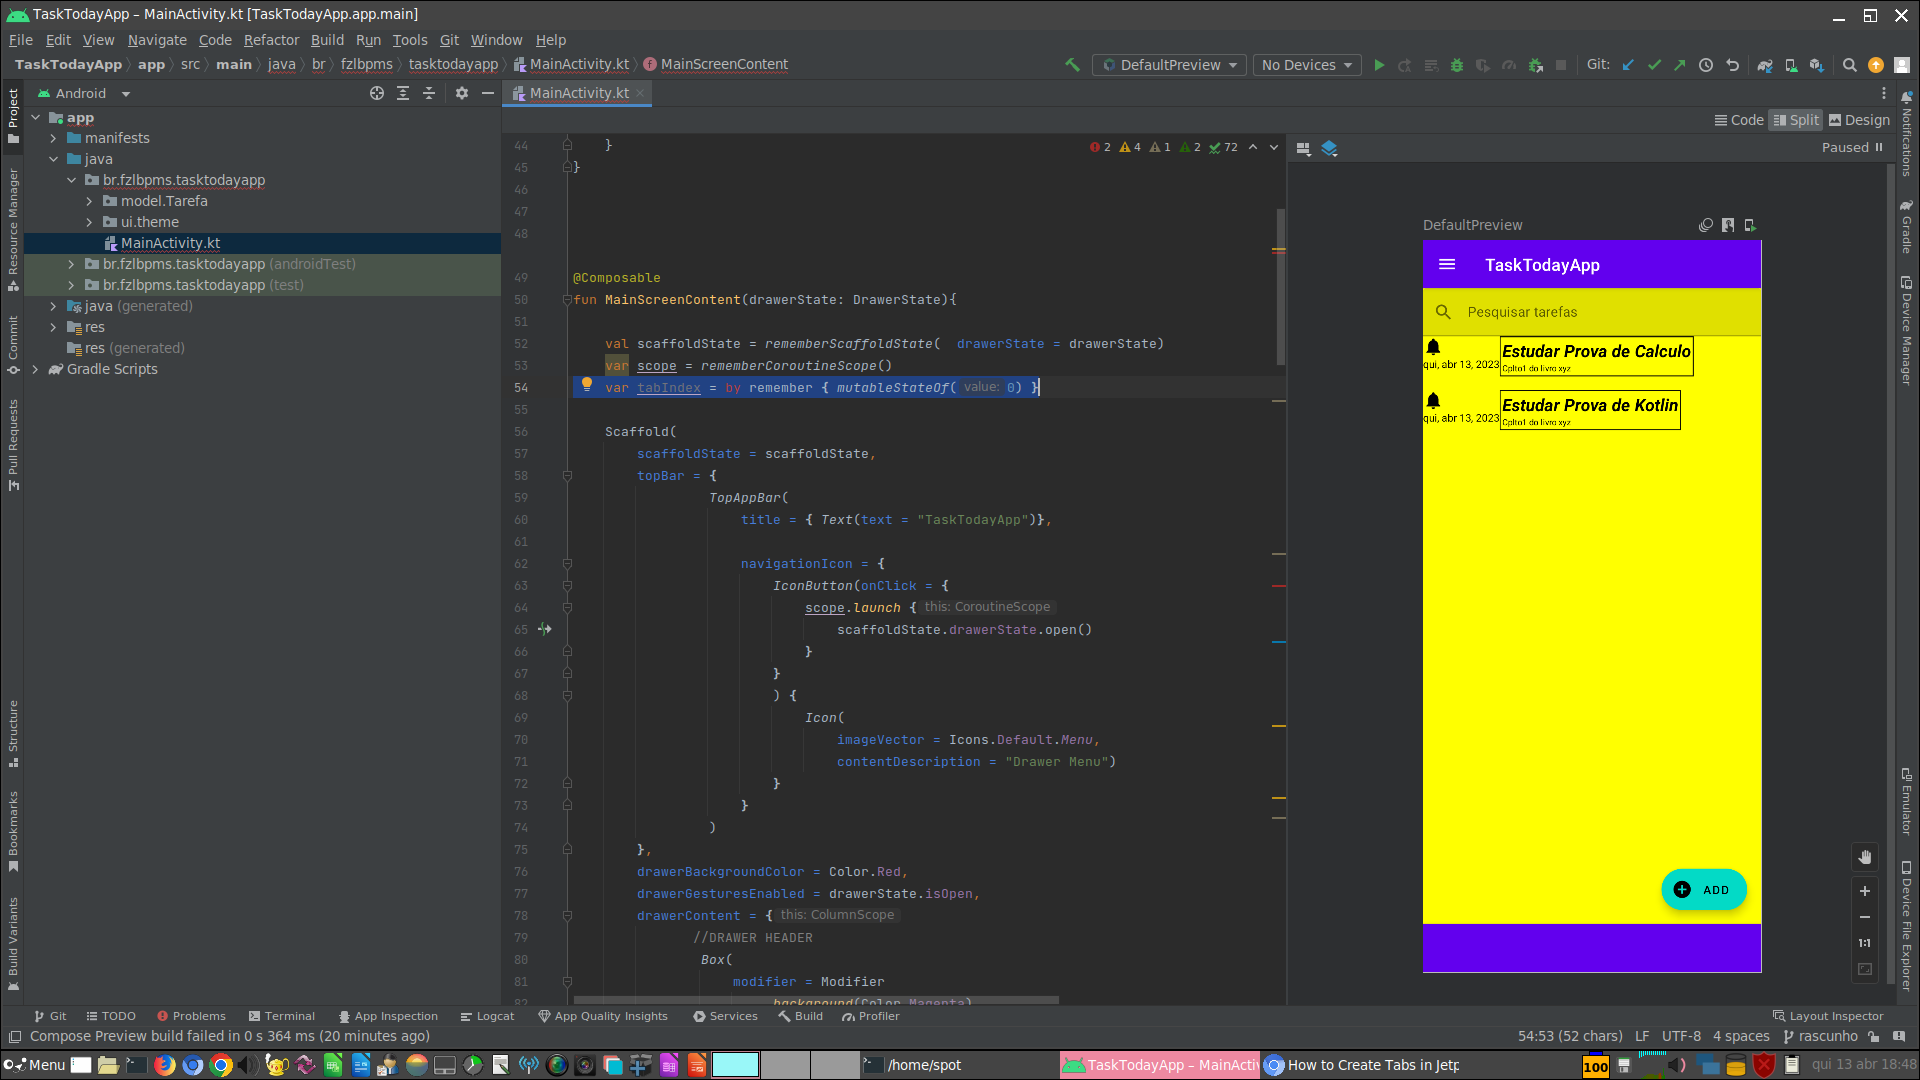 TaskTodayApp – MainActivity.kt [TaskTodayApp.app.main]
File Edit View Navigate Code Refactor Build Run Tools Git Window Help
TaskTodayApp app src main java br fzlbpms tasktodayapp MainActivity.kt MainScreenContent
DefaultPreview No Devices Git:
Android
MainActivity.kt
Code Split Design
app
manifests
java
br.fzlbpms.tasktodayapp
model.Tarefa
ui.theme
MainActivity.kt
br.fzlbpms.tasktodayapp (androidTest)
br.fzlbpms.tasktodayapp (test)
java (generated)
res
res (generated)
Gradle Scripts
Project
Resource Manager
Commit
Pull Requests
Structure
Bookmarks
Build Variants
2 4 1 2 72
44 }
45 }
46
47
48
49 @Composable
50 fun MainScreenContent(drawerState: DrawerState){
51
52 val scaffoldState = rememberScaffoldState( drawerState = drawerState)
53 var scope = rememberCoroutineScope()
54 var tabIndex = by remember { mutableStateOf( value: 0) }
55
56 Scaffold(
57 scaffoldState = scaffoldState,
58 topBar = {
59 TopAppBar(
60 title = { Text(text = "TaskTodayApp")},
61
62 navigationIcon = {
63 IconButton(onClick = {
64 scope.launch { this: CoroutineScope
65 scaffoldState.drawerState.open()
66 }
67 }
68 ) {
69 Icon(
70 imageVector = Icons.Default.Menu,
71 contentDescription = "Drawer Menu")
72 }
73 }
74 )
75 },
76 drawerBackgroundColor = Color.Red,
77 drawerGesturesEnabled = drawerState.isOpen,
78 drawerContent = { this: ColumnScope
79 //DRAWER HEADER
80 Box(
81 modifier = Modifier
82 .background(Color.Magenta)
Paused
DefaultPreview
TaskTodayApp
Pesquisar tarefas
Estudar Prova de Calculo
qui, abr 13, 2023 Cplto1 do livro xyz
Estudar Prova de Kotlin
qui, abr 13, 2023 Cplto1 do livro xyz
ADD
1:1
Notifications
Gradle
Device Manager
Emulator
Device File Explorer
Git TODO Problems Terminal App Inspection Logcat App Quality Insights Services Build Profiler Layout Inspector
Compose Preview build failed in 0 s 364 ms (20 minutes ago) 54:53 (52 chars) LF UTF-8 4 spaces rascunho
Menu /home/spot TaskTodayApp – MainActiv How to Create Tabs in Jetp 100 qui 13 abr 18:48